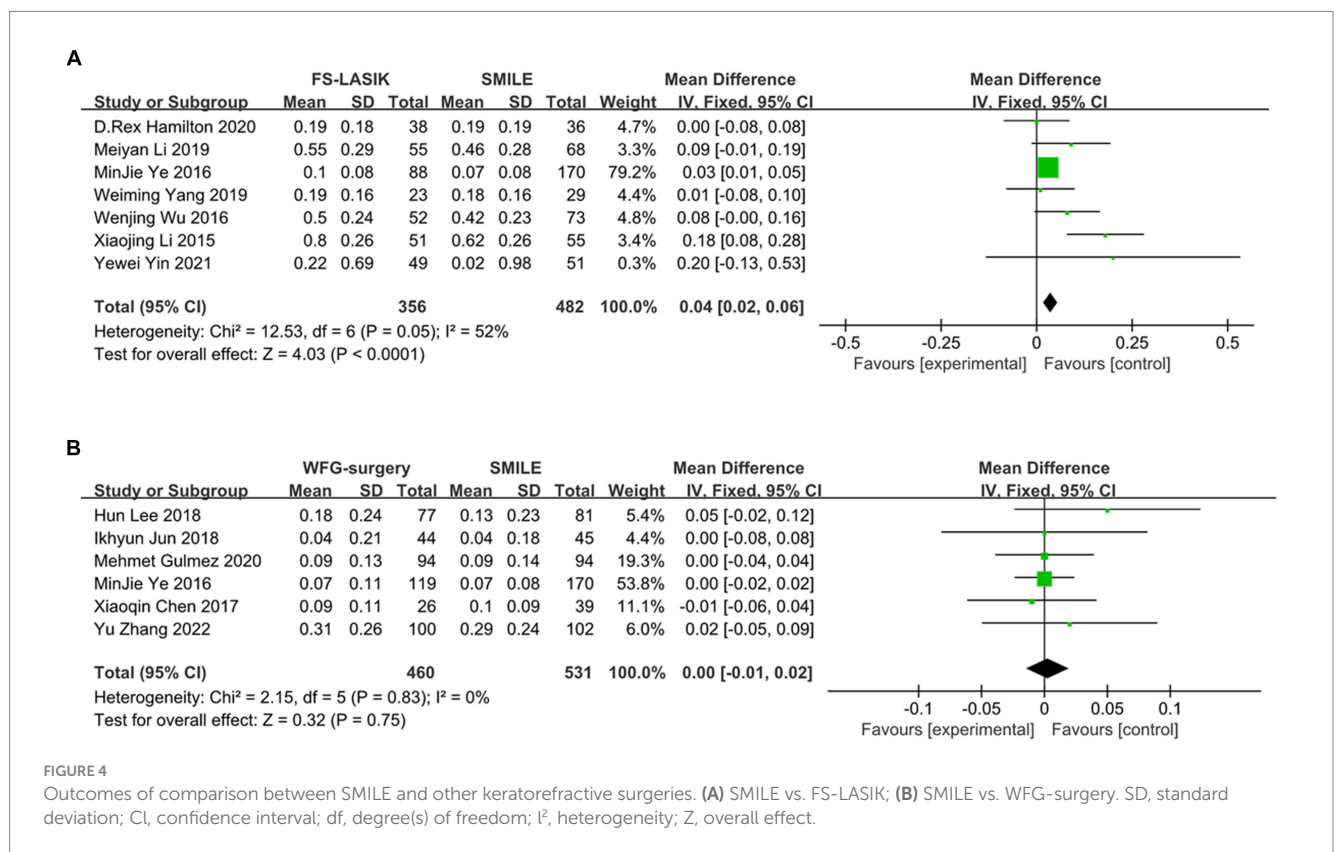 A
FS-LASIK SMILE Mean Difference Mean Difference
Study or Subgroup Mean SD Total Mean SD Total Weight IV, Fixed, 95% CI IV, Fixed, 95% CI
D.Rex Hamilton 2020 0.19 0.18 38 0.19 0.19 36 4.7% 0.00 [-0.08, 0.08]
Meiyan Li 2019 0.55 0.29 55 0.46 0.28 68 3.3% 0.09 [-0.01, 0.19]
MinJie Ye 2016 0.1 0.08 88 0.07 0.08 170 79.2% 0.03 [0.01, 0.05]
Weiming Yang 2019 0.19 0.16 23 0.18 0.16 29 4.4% 0.01 [-0.08, 0.10]
Wenjing Wu 2016 0.5 0.24 52 0.42 0.23 73 4.8% 0.08 [-0.00, 0.16]
Xiaojing Li 2015 0.8 0.26 51 0.62 0.26 55 3.4% 0.18 [0.08, 0.28]
Yewei Yin 2021 0.22 0.69 49 0.02 0.98 51 0.3% 0.20 [-0.13, 0.53]
Total (95% CI) 356 482 100.0% 0.04 [0.02, 0.06]
Heterogeneity: Chi² = 12.53, df = 6 (P = 0.05); I² = 52%
Test for overall effect: Z = 4.03 (P < 0.0001)
-0.5 -0.25 0 0.25 0.5
Favours [experimental] Favours [control]
B
WFG-surgery SMILE Mean Difference Mean Difference
Study or Subgroup Mean SD Total Mean SD Total Weight IV, Fixed, 95% CI IV, Fixed, 95% CI
Hun Lee 2018 0.18 0.24 77 0.13 0.23 81 5.4% 0.05 [-0.02, 0.12]
Ikhyun Jun 2018 0.04 0.21 44 0.04 0.18 45 4.4% 0.00 [-0.08, 0.08]
Mehmet Gulmez 2020 0.09 0.13 94 0.09 0.14 94 19.3% 0.00 [-0.04, 0.04]
MinJie Ye 2016 0.07 0.11 119 0.07 0.08 170 53.8% 0.00 [-0.02, 0.02]
Xiaoqin Chen 2017 0.09 0.11 26 0.1 0.09 39 11.1% -0.01 [-0.06, 0.04]
Yu Zhang 2022 0.31 0.26 100 0.29 0.24 102 6.0% 0.02 [-0.05, 0.09]
Total (95% CI) 460 531 100.0% 0.00 [-0.01, 0.02]
Heterogeneity: Chi² = 2.15, df = 5 (P = 0.83); I² = 0%
Test for overall effect: Z = 0.32 (P = 0.75)
-0.1 -0.05 0 0.05 0.1
Favours [experimental] Favours [control]
FIGURE 4
Outcomes of comparison between SMILE and other keratorefractive surgeries. (A) SMILE vs. FS-LASIK; (B) SMILE vs. WFG-surgery. SD, standard
deviation; CI, confidence interval; df, degree(s) of freedom; I², heterogeneity; Z, overall effect.